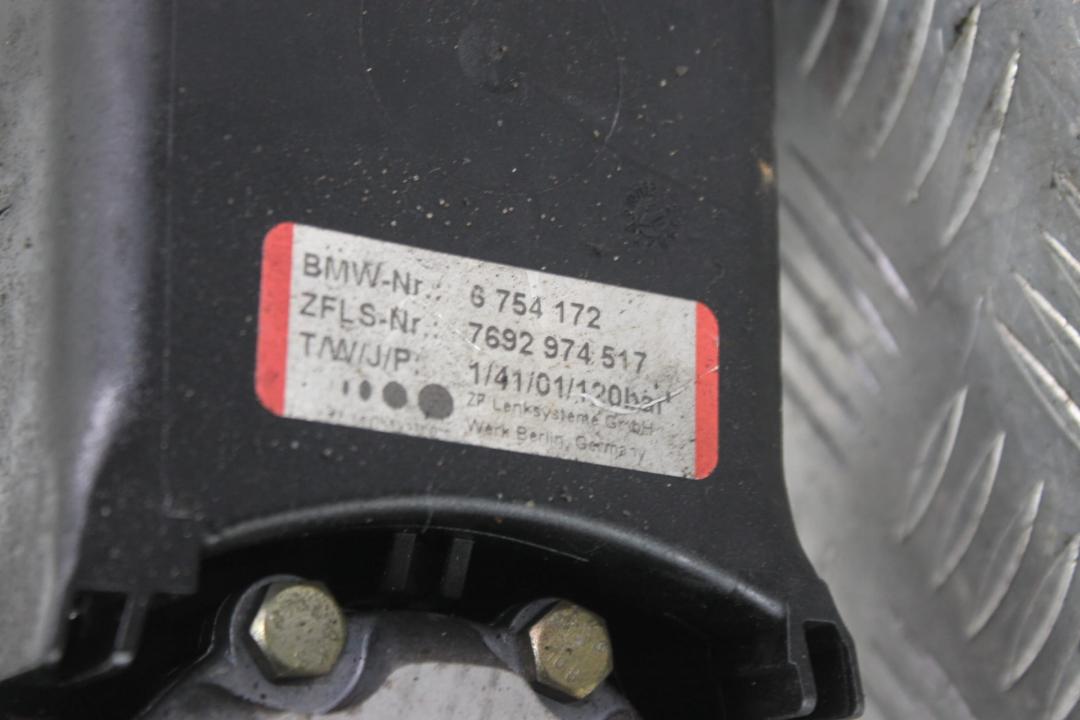 BMW-Nr.: 6 754 172
ZFLS-Nr.: 7692 974 517
T/W/J/P: 1/41/01/120bar
ZF Lenksysteme GmbH
Werk Berlin, Germany